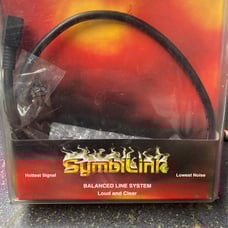 SymbiLink
Hottest Signal
Lowest Noise
BALANCED LINE SYSTEM
Loud and Clear